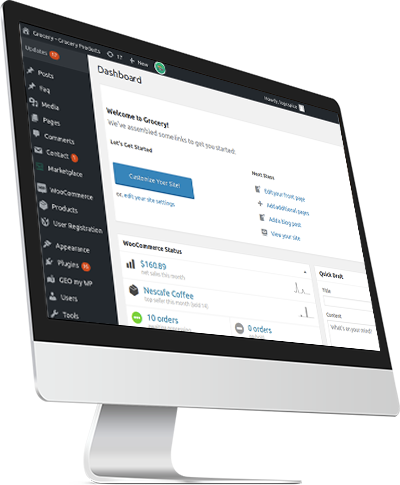 Grocery – Grocery Products
17
+ New
Howdy,
Updates
Dashboard
Posts
Faq
Media
Pages
Comments
Contact 1
Marketplace
WooCommerce
Products
User Registration
Appearance
Plugins
GEO my WP
Users
Tools
Welcome to Grocery!
We've assembled some links to get you started:
Let's Get Started
Customize Your Site!
or, edit your site settings
Next Steps
Edit your front page
Add additional pages
Add a blog post
View your site
WooCommerce Status
$160.89
net sales this month
Nescafe Coffee
top seller this month (sold 14)
10 orders
0 orders
Quick Draft
Title
Content
What's on your mind?